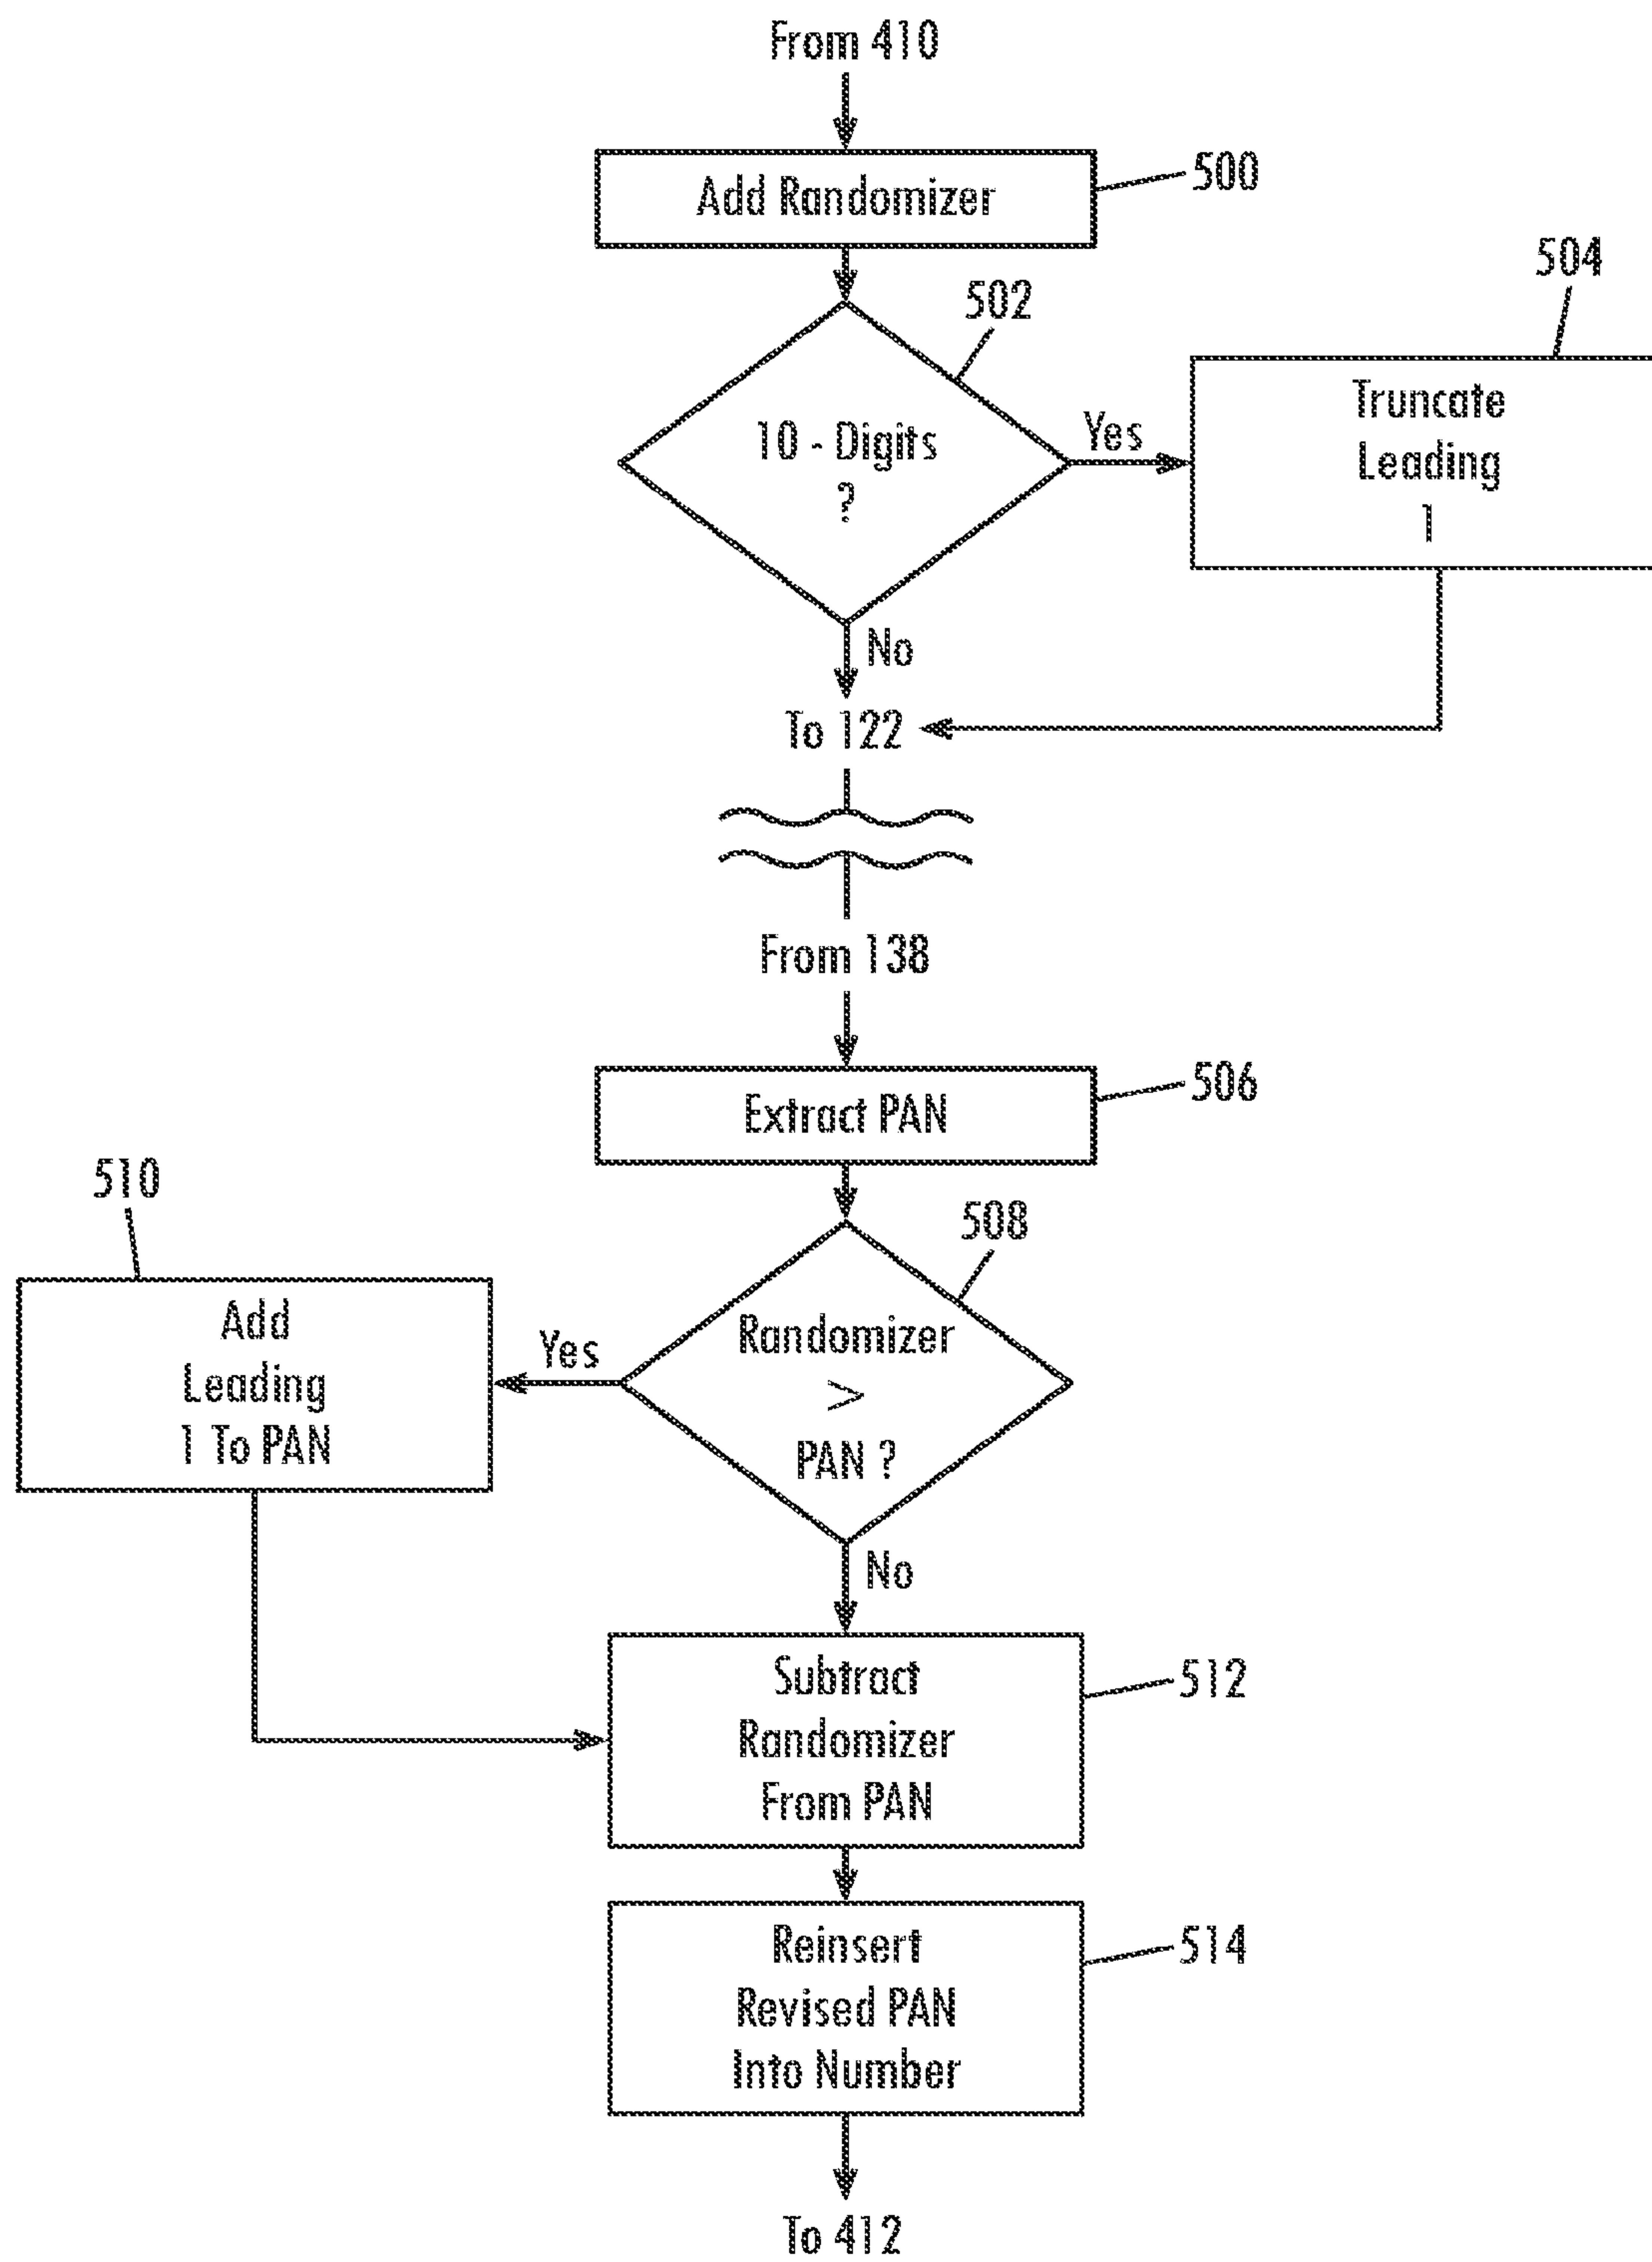 From 410
Add Randomizer
500
504
502
10 - Digits
?
Yes
Truncate
Leading
1
No
To 122
From 138
Extract PAN
506
510
508
Randomizer
>
PAN ?
Yes
Add
Leading
1 To PAN
No
Subtract
Randomizer
From PAN
512
Reinsert
Revised PAN
Into Number
514
To 412